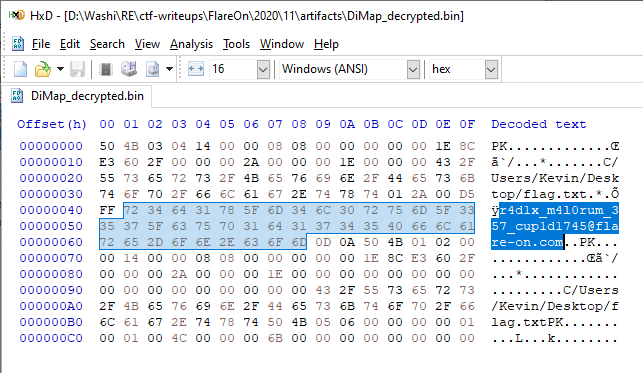 HxD - [D:\Washi\RE\ctf-writeups\FlareOn\2020\11\artifacts\DiMap_decrypted.bin]
File Edit Search View Analysis Tools Window Help
16 Windows (ANSI) hex
DiMap_decrypted.bin
Offset(h) 00 01 02 03 04 05 06 07 08 09 0A 0B 0C 0D 0E 0F Decoded text
00000000 50 4B 03 04 14 00 00 08 08 00 00 00 00 00 1E 8C PK.............Œ
00000010 E3 60 2F 00 00 00 2A 00 00 00 1E 00 00 00 43 2F ã`/...*.......C/
00000020 55 73 65 72 73 2F 4B 65 76 69 6E 2F 44 65 73 6B Users/Kevin/Desk
00000030 74 6F 70 2F 66 6C 61 67 2E 74 78 74 01 2A 00 D5 top/flag.txt.*.Õ
00000040 FF 72 34 64 31 78 5F 6D 34 6C 30 72 75 6D 5F 33 ÿr4d1x_m4l0rum_3
00000050 35 37 5F 63 75 70 31 64 31 37 34 35 40 66 6C 61 57_cup1d1745@fla
00000060 72 65 2D 6F 6E 2E 63 6F 6D 0D 0A 50 4B 01 02 00 re-on.com..PK...
00000070 00 14 00 00 08 08 00 00 00 00 00 1E 8C E3 60 2F ............Œã`/
00000080 00 00 00 2A 00 00 00 1E 00 00 00 00 00 00 00 00 ...*............
00000090 00 00 00 00 00 00 00 00 00 43 2F 55 73 65 72 73 .........C/Users
000000A0 2F 4B 65 76 69 6E 2F 44 65 73 6B 74 6F 70 2F 66 /Kevin/Desktop/f
000000B0 6C 61 67 2E 74 78 74 50 4B 05 06 00 00 00 00 01 lag.txtPK.......
000000C0 00 01 00 4C 00 00 00 6B 00 00 00 00 00 ...L...k.....